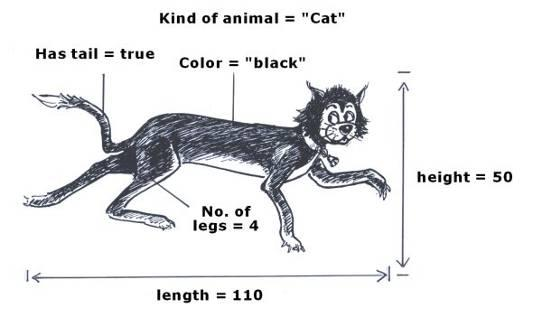 Kind of animal = "Cat"
Has tail = true
Color = "black"
height = 50
No. of
legs = 4
length = 110